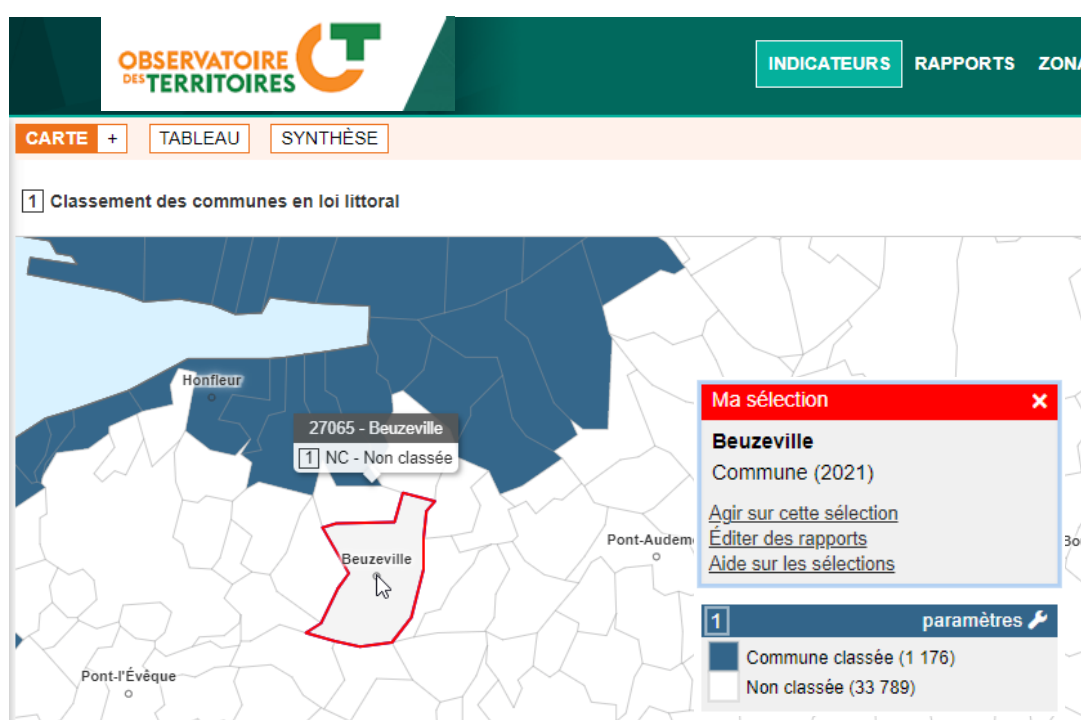 OBSERVATOIRE
DES TERRITOIRES
INDICATEURS RAPPORTS
CARTE + TABLEAU SYNTHÈSE
1 Classement des communes en loi littoral
Honfleur
27065 - Beuzeville
1 NC - Non classée
Ma sélection ×
Beuzeville
Commune (2021)
Agir sur cette sélection
Éditer des rapports
Aide sur les sélections
Beuzeville
Pont-Audem
1 paramètres
Commune classée (1 176)
Non classée (33 789)
Pont-l'Évêque